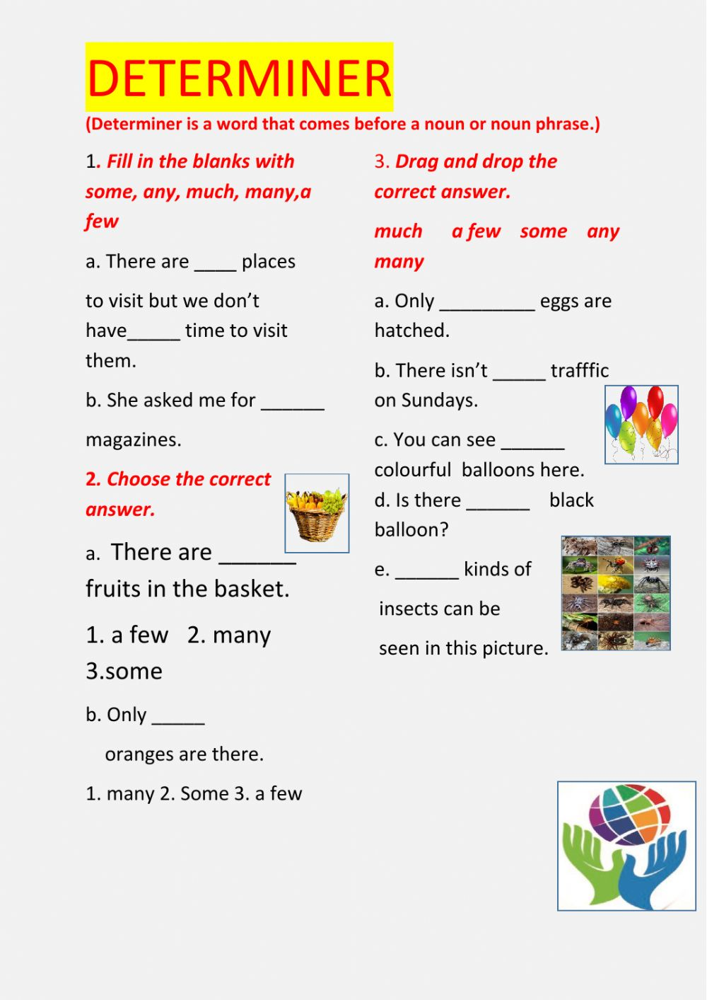 DETERMINER
(Determiner is a word that comes before a noun or noun phrase.)
1. Fill in the blanks with
some, any, much, many,a
few
a. There are ____ places
to visit but we don’t
have_____ time to visit
them.
b. She asked me for ______
magazines.
2. Choose the correct
answer.
a. There are ______
fruits in the basket.
1. a few 2. many
3.some
b. Only _____
oranges are there.
1. many 2. Some 3. a few
3. Drag and drop the
correct answer.
much a few some any
many
a. Only _________ eggs are
hatched.
b. There isn’t _____ trafffic
on Sundays.
c. You can see ______
colourful balloons here.
d. Is there ______ black
balloon?
e. ______ kinds of
insects can be
seen in this picture.